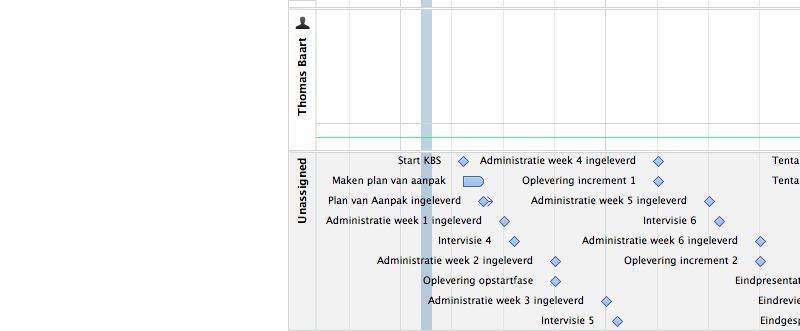 Thomas Baart
Unassigned
Start KBS
Administratie week 4 ingeleverd
Tenta
Maken plan van aanpak
Oplevering increment 1
Tenta
Plan van Aanpak ingeleverd
Administratie week 5 ingeleverd
Administratie week 1 ingeleverd
Intervisie 6
Intervisie 4
Administratie week 6 ingeleverd
Administratie week 2 ingeleverd
Oplevering increment 2
Oplevering opstartfase
Eindpresentat
Administratie week 3 ingeleverd
Eindrevie
Intervisie 5
Eindgesp